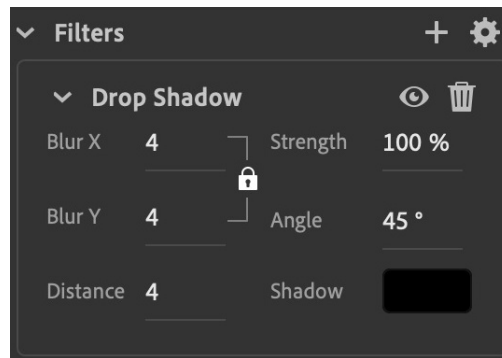 Filters
Drop Shadow
Blur X 4 Strength 100 %
Blur Y 4 Angle 45 °
Distance 4 Shadow